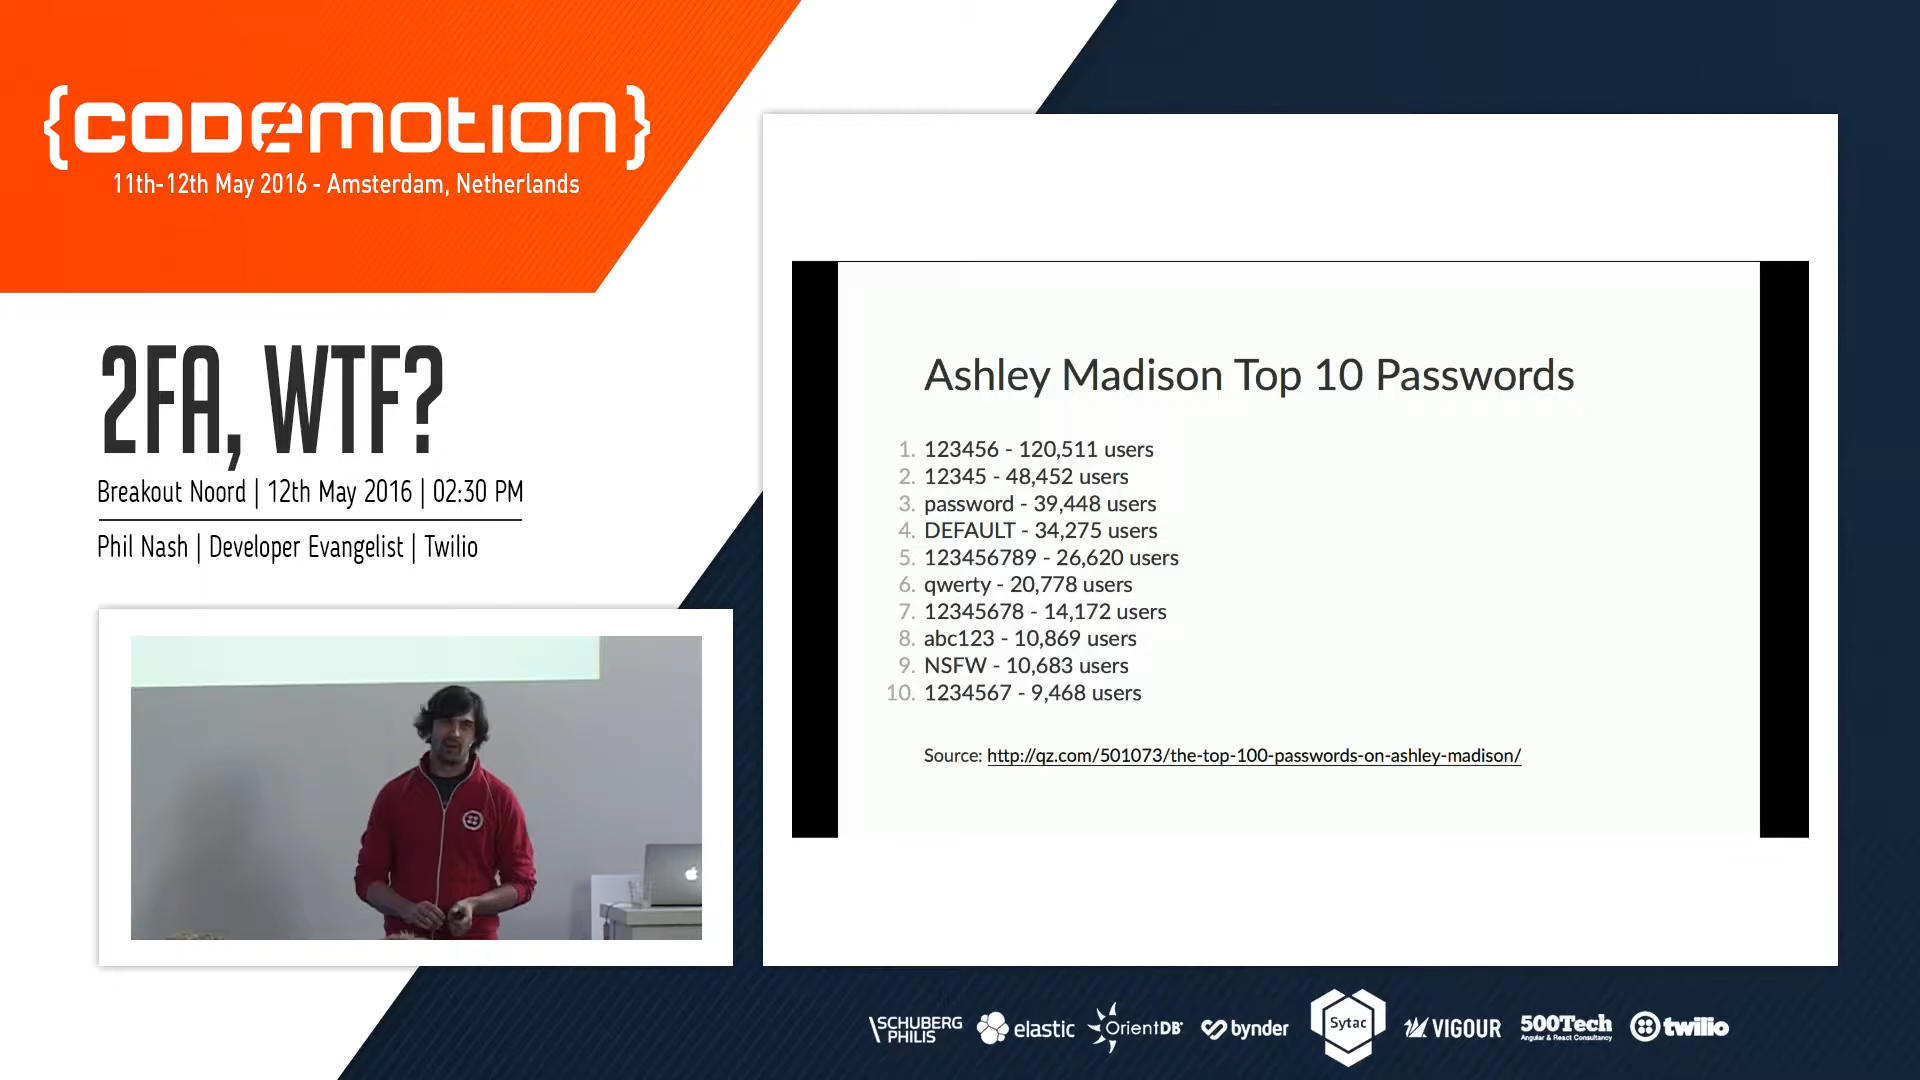 {codemotion}
11th-12th May 2016 - Amsterdam, Netherlands
2FA, WTF?
Breakout Noord | 12th May 2016 | 02:30 PM
Phil Nash | Developer Evangelist | Twilio
Ashley Madison Top 10 Passwords
1. 123456 - 120,511 users
2. 12345 - 48,452 users
3. password - 39,448 users
4. DEFAULT - 34,275 users
5. 123456789 - 26,620 users
6. qwerty - 20,778 users
7. 12345678 - 14,172 users
8. abc123 - 10,869 users
9. NSFW - 10,683 users
10. 1234567 - 9,468 users
Source: http://qz.com/501073/the-top-100-passwords-on-ashley-madison/
SCHUBERG
PHILIS
elastic
OrientDB
bynder
Sytac
VIGOUR
500Tech
Angular & React Consultancy
twilio